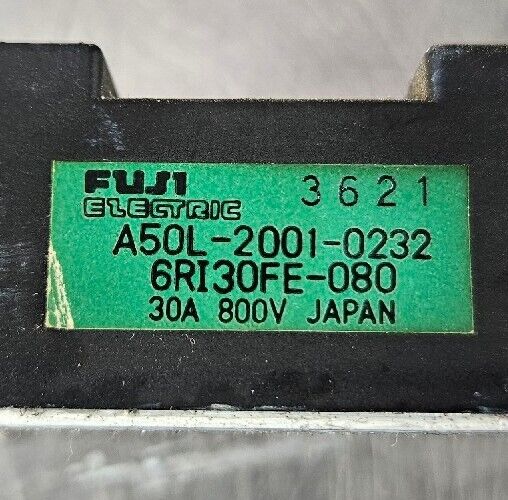 FUJI 3621
ELECTRIC
A50L-2001-0232
6RI30FE-080
30A 800V JAPAN